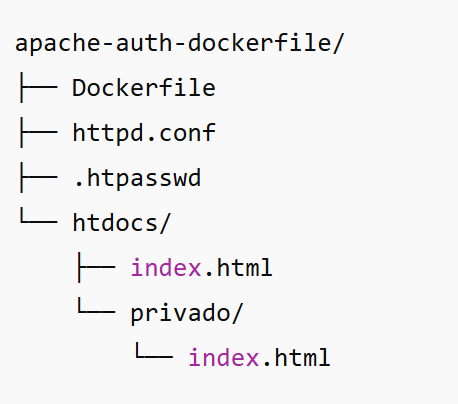 apache-auth-dockerfile/
├── Dockerfile
├── httpd.conf
├── .htpasswd
└── htdocs/
    ├── index.html
    └── privado/
        └── index.html